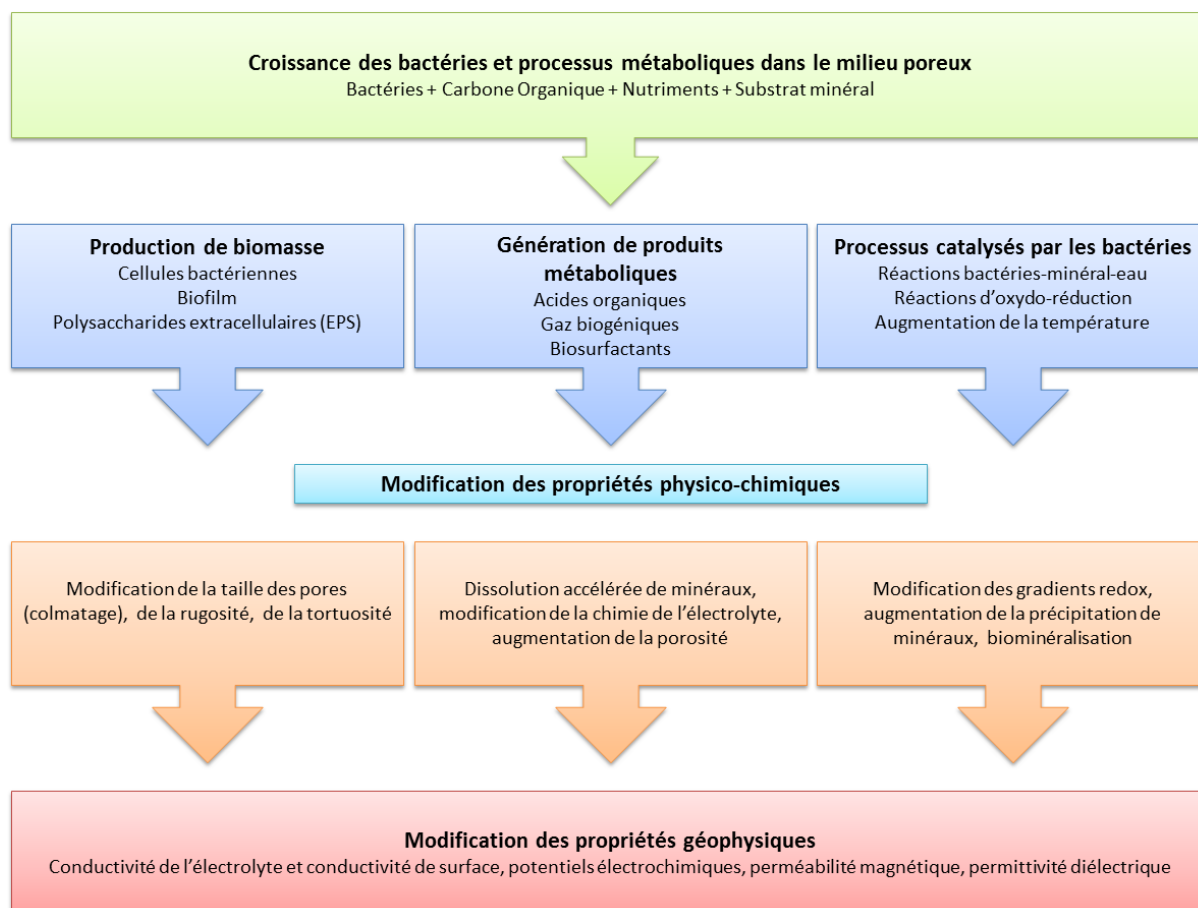 Croissance des bactéries et processus métaboliques dans le milieu poreux
Bactéries + Carbone Organique + Nutriments + Substrat minéral
Production de biomasse
Cellules bactériennes
Biofilm
Polysaccharides extracellulaires (EPS)
Génération de produits
métaboliques
Acides organiques
Gaz biogéniques
Biosurfactants
Processus catalysés par les bactéries
Réactions bactéries-minéral-eau
Réactions d’oxydo-réduction
Augmentation de la température
Modification des propriétés physico-chimiques
Modification de la taille des pores
(colmatage), de la rugosité, de la tortuosité
Dissolution accélérée de minéraux,
modification de la chimie de l’électrolyte,
augmentation de la porosité
Modification des gradients redox,
augmentation de la précipitation de
minéraux, biominéralisation
Modification des propriétés géophysiques
Conductivité de l’électrolyte et conductivité de surface, potentiels électrochimiques, perméabilité magnétique, permittivité diélectrique